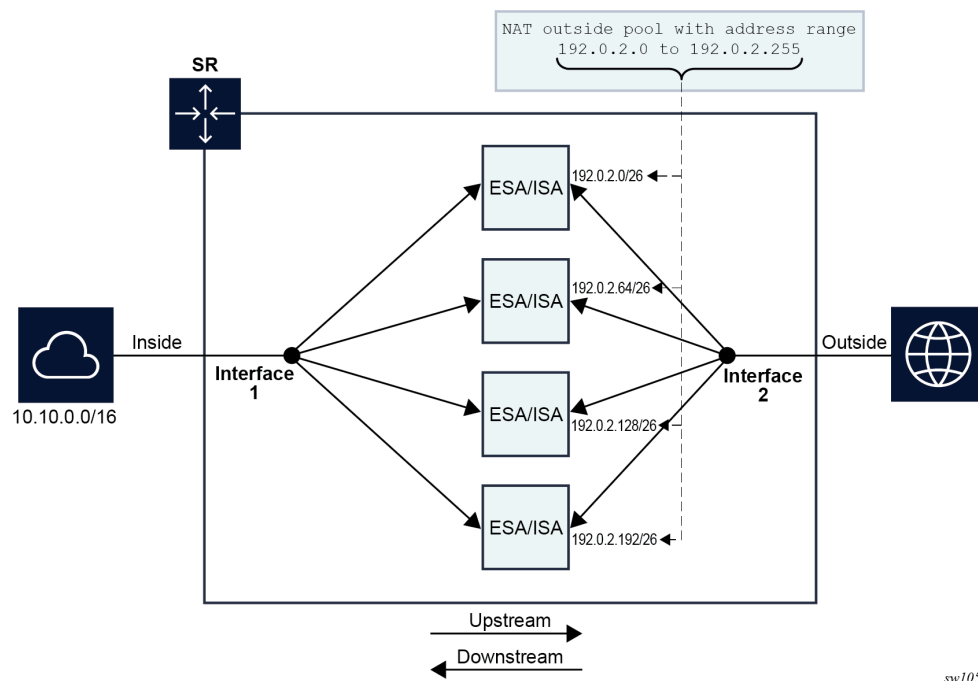 NAT outside pool with address range
192.0.2.0 to 192.0.2.255
SR
ESA/ISA
192.0.2.0/26
ESA/ISA
192.0.2.64/26
Inside
Outside
Interface
1
Interface
2
10.10.0.0/16
ESA/ISA
192.0.2.128/26
ESA/ISA
192.0.2.192/26
Upstream
Downstream